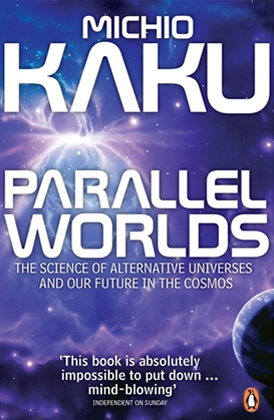 MICHIO
KAKU
PARALLEL
WORLDS
THE SCIENCE OF ALTERNATIVE UNIVERSES
AND OUR FUTURE IN THE COSMOS
‘This book is absolutely
impossible to put down ...
mind-blowing’
INDEPENDENT ON SUNDAY